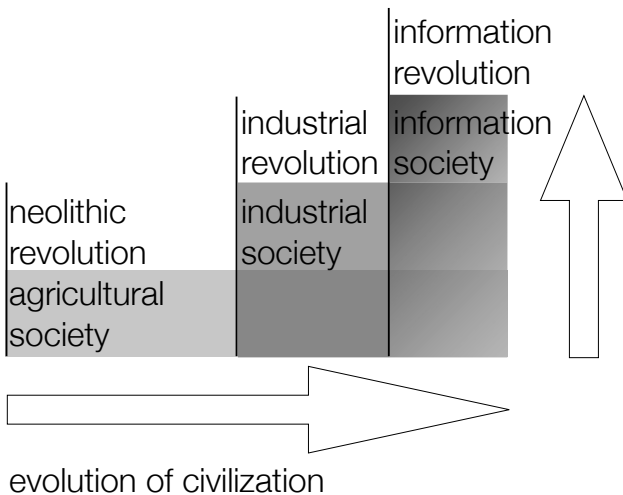 neolithic
revolution
agricultural
society
industrial
revolution
industrial
society
information
revolution
information
society
evolution of civilization